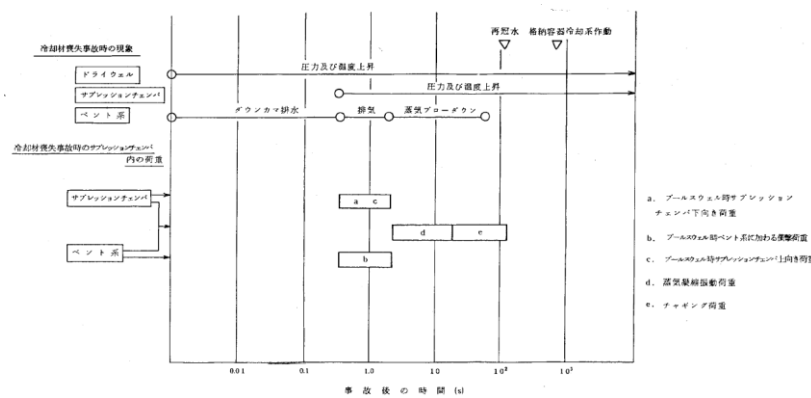 再冠水 格納容器冷却系作動
冷却材喪失事故時の現象
ドライウェル
圧力及び温度上昇
サプレッションチェンバ
圧力及び温度上昇
ベント系
ダウンカマ排水
排気
蒸気ブローダウン
冷却材喪失事故時のサプレッションチェンバ
内の荷重
サプレッションチェンバ
a c
d e
ベント系
b
a. プールスウェル時サプレッション
チェンバ下向き荷重
b. プールスウェル時ベント系に加わる衝撃荷重
c. プールスウェル時サプレッションチェンバ上向き荷重
d. 蒸気凝縮振動荷重
e. チャギング荷重
0.01 0.1 1.0 10 10² 10³
事故後の時間 (s)